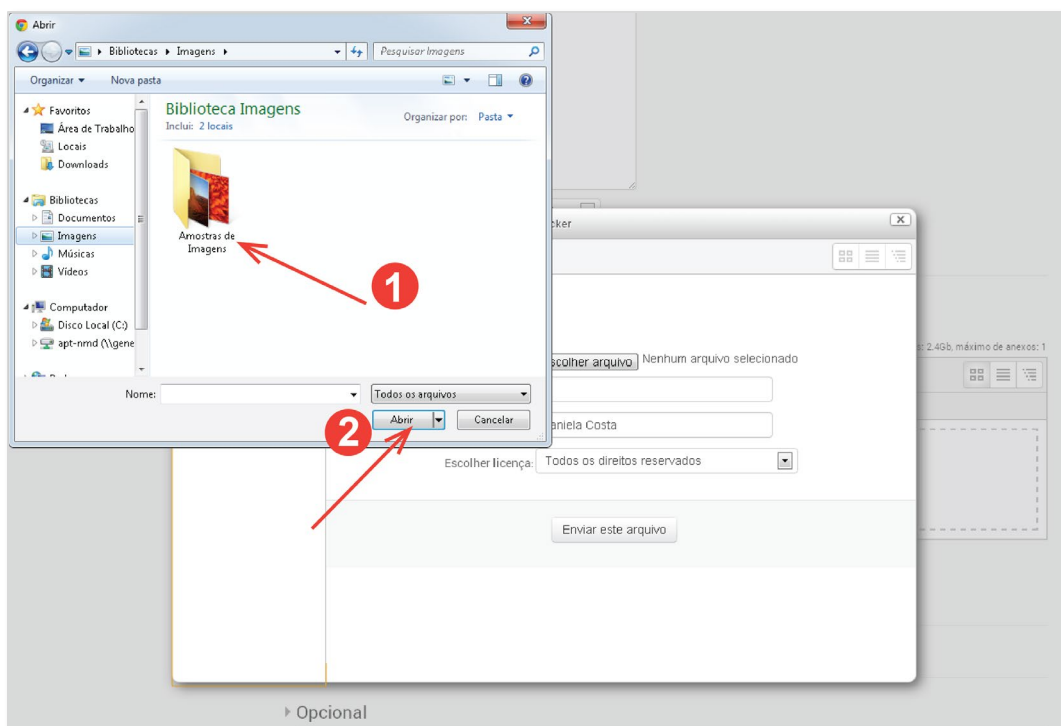 Abrir
Bibliotecas Imagens
Pesquisar Imagens
Organizar Nova pasta
Favoritos
Área de Trabalho
Locais
Downloads
Bibliotecas
Documentos
Imagens
Músicas
Vídeos
Computador
Disco Local (C:)
apt-nmd (\\gene
Biblioteca Imagens
Inclui: 2 locais
Organizar por: Pasta
Amostras de
Imagens
1
Nome:
Todos os arquivos
Abrir Cancelar
2
cker
escolher arquivo Nenhum arquivo selecionado
aniela Costa
Escolher licença: Todos os direitos reservados
Enviar este arquivo
s: 2.4Gb, máximo de anexos: 1
Opcional